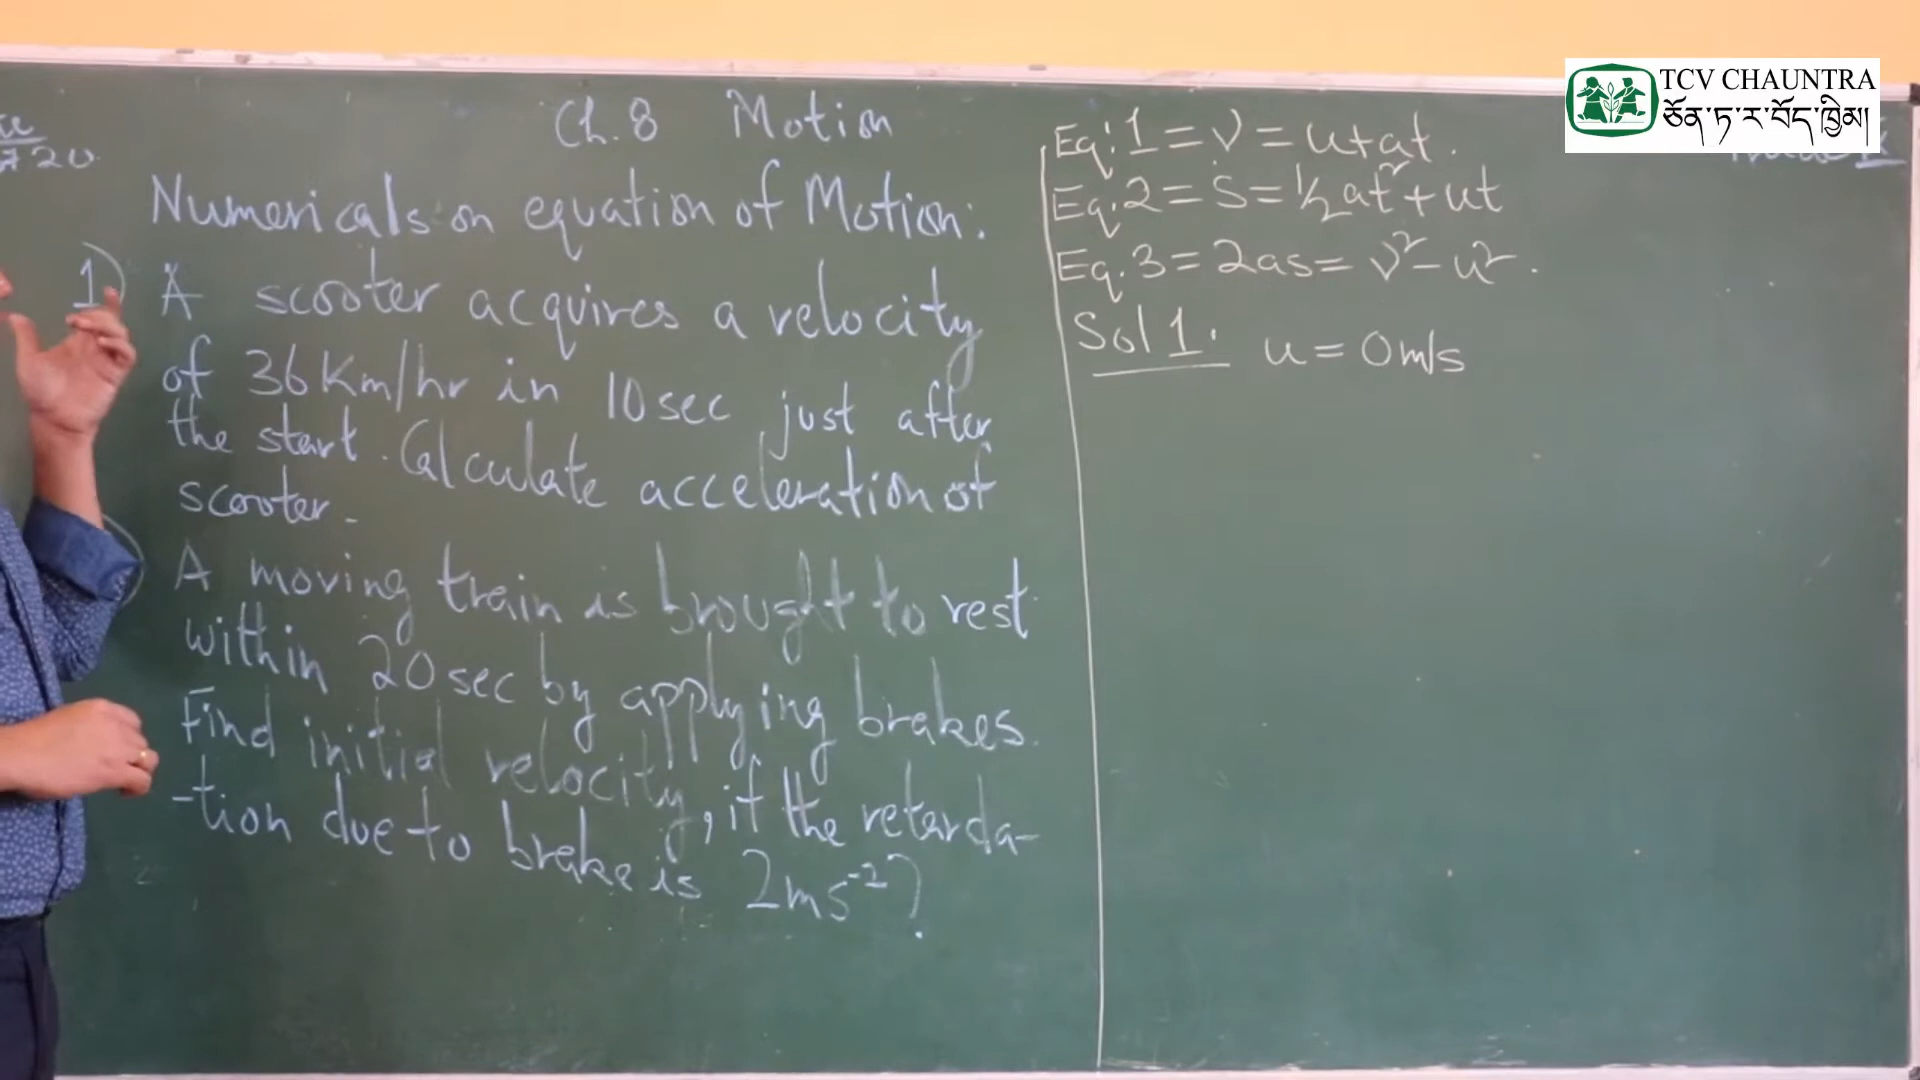 Ch.8 Motion
Numericals on equation of Motion:
1) A scooter acquires a velocity
of 36 Km/hr in 10 sec just after
the start. Calculate acceleration of
scooter.
A moving train is brought to rest
within 20 sec by applying brakes.
Find initial velocity, if the retarda-
-tion due to brake is 2ms⁻²?
Eq: 1 = v = u+at.
Eq. 2 = S = ½at²+ut
Eq. 3 = 2as = v²-u².
Sol 1. u = 0m/s
TCV CHAUNTRA
ཅོན་ཏ་ར་བོད་ཁྱིམ།